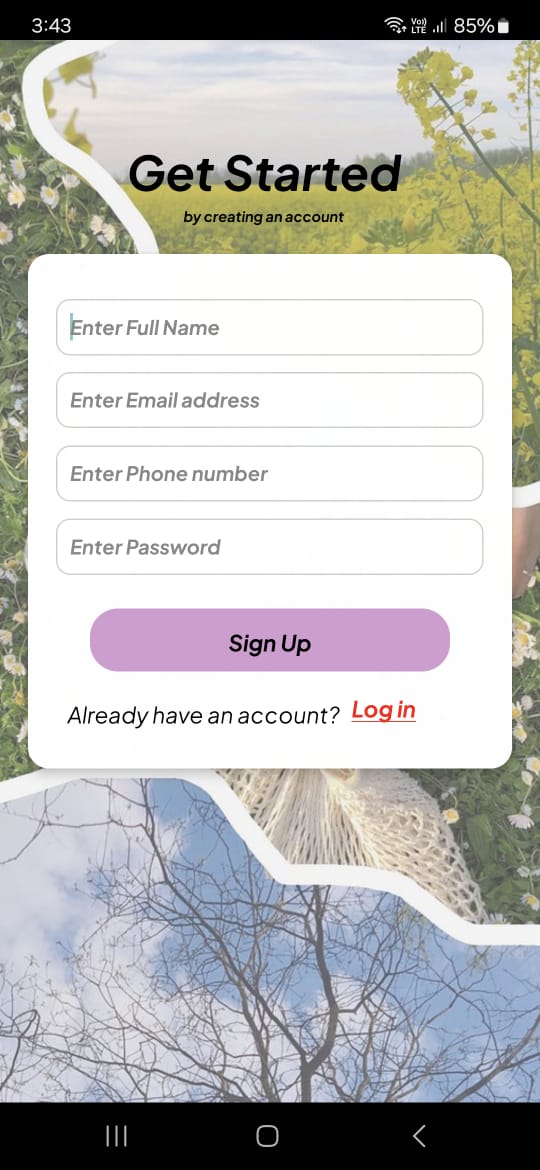 3:43
Vo))
LTE
85%
Get Started
by creating an account
Enter Full Name
Enter Email address
Enter Phone number
Enter Password
Sign Up
Already have an account? Log in